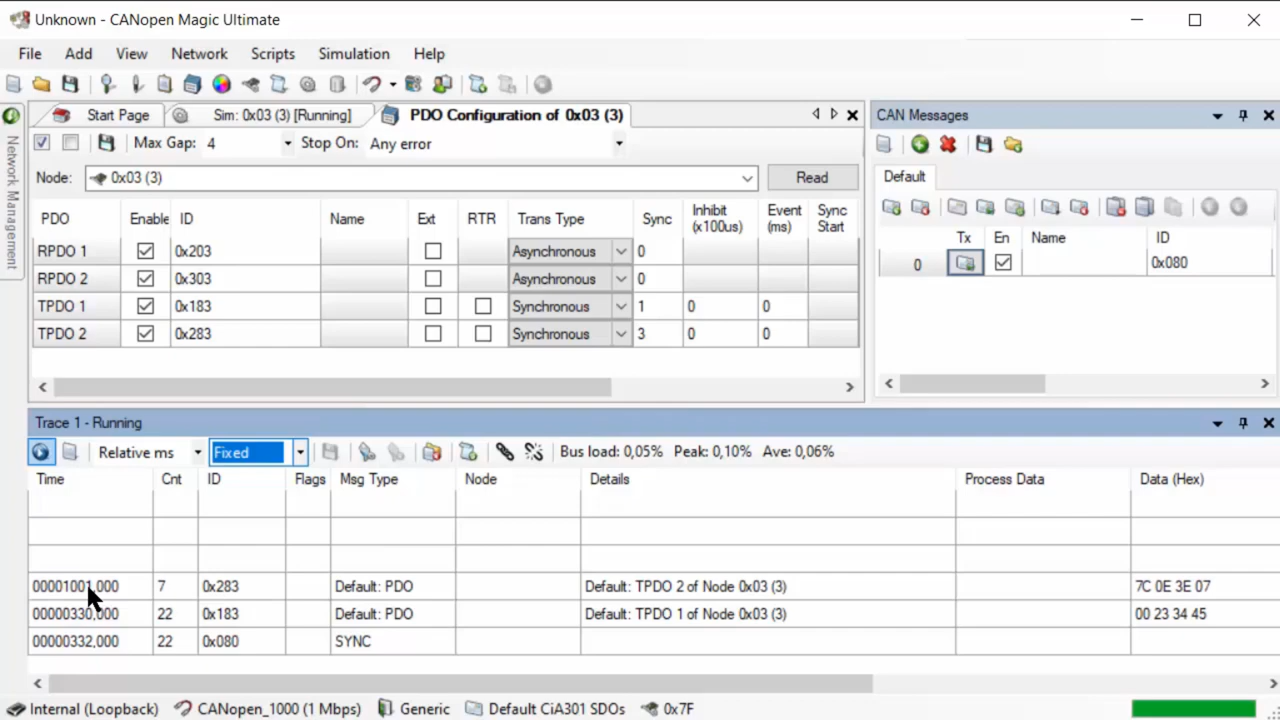 Unknown - CANopen Magic Ultimate
File Add View Network Scripts Simulation Help
Start Page Sim: 0x03 (3) [Running] PDO Configuration of 0x03 (3)
Max Gap: 4 Stop On: Any error
Node: 0x03 (3) Read
PDO Enable ID Name Ext RTR Trans Type Sync Inhibit (x100us) Event (ms) Sync Start
RPDO 1 0x203 Asynchronous 0
RPDO 2 0x303 Asynchronous 0
TPDO 1 0x183 Synchronous 1 0 0
TPDO 2 0x283 Synchronous 3 0 0
Network Management
CAN Messages
Default
Tx En Name ID
0 0x080
Trace 1 - Running
Relative ms Fixed Bus load: 0,05% Peak: 0,10% Ave: 0,06%
Time Cnt ID Flags Msg Type Node Details Process Data Data (Hex)
00001001,000 7 0x283 Default: PDO Default: TPDO 2 of Node 0x03 (3) 7C 0E 3E 07
00000330,000 22 0x183 Default: PDO Default: TPDO 1 of Node 0x03 (3) 00 23 34 45
00000332,000 22 0x080 SYNC
Internal (Loopback) CANopen_1000 (1 Mbps) Generic Default CiA301 SDOs 0x7F